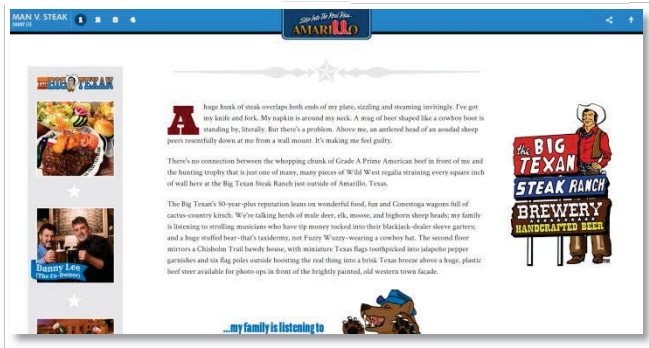 MAN V. STEAK
DANNY LEE
1 2 3 4
Step Into The Real Texas
AMARILLO
THE BIG TEXAN
A huge hunk of steak overlaps both ends of my plate, sizzling and steaming invitingly. I've got
my knife and fork. My napkin is around my neck. A mug of beer shaped like a cowboy boot is
standing by, literally. But there's a problem. Above me, an antlered head of an aoudad sheep
peers resentfully down at me from a wall mount. It's making me feel guilty.
There's no connection between the whopping chunk of Grade A Prime American beef in front of me and
the hunting trophy that is just one of many, many pieces of Wild West regalia straining every square inch
of wall here at the Big Texan Steak Ranch just outside of Amarillo, Texas.
The Big Texan's 50-year-plus reputation leans on wonderful food, fun and Conestoga wagons full of
cactus-country kitsch. We're talking herds of male deer, elk, moose, and bighorn sheep heads; my family
is listening to strolling musicians who have tip money tucked into their blackjack-dealer sleeve garters;
and a huge stuffed bear–that's taxidermy, not Fuzzy Wuzzy–wearing a cowboy hat. The second floor
mirrors a Chisholm Trail bawdy house, with miniature Texas flags toothpicked into jalapeño pepper
garnishes and six flag poles outside boosting the real thing into a brisk Texas breeze above a huge, plastic
beef steer available for photo ops in front of the brightly painted, old western town façade.
Danny Lee
(The Co-Owner)
the BIG
TEXAN
STEAK RANCH
BREWERY
HANDCRAFTED BEER
...my family is listening to